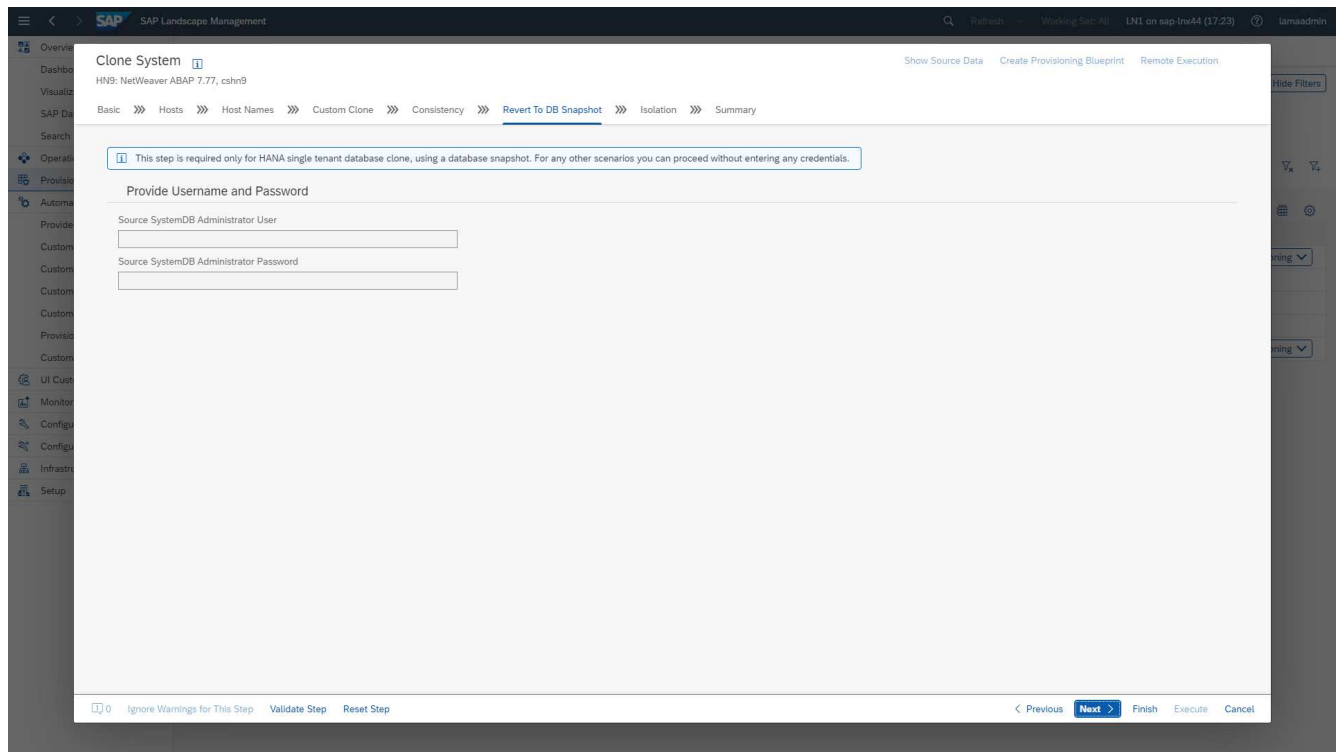 SAP SAP Landscape Management Refresh Working Set: All LN1 on sap-lnx44 (17:23) lamaadmin
Overvie
Dashbo
Visualiz
SAP Da
Search
Operati
Provisio
Automa
Provide
Custom
Custom
Custom
Custom
Provisio
Custom
UI Cust
Monitor
Configu
Configu
Infrastru
Setup
Clone System
Show Source Data Create Provisioning Blueprint Remote Execution
HN9: NetWeaver ABAP 7.77, cshn9
Hide Filters
Basic Hosts Host Names Custom Clone Consistency Revert To DB Snapshot Isolation Summary
This step is required only for HANA single tenant database clone, using a database snapshot. For any other scenarios you can proceed without entering any credentials.
Provide Username and Password
Source SystemDB Administrator User
Source SystemDB Administrator Password
oning
oning
0 Ignore Warnings for This Step Validate Step Reset Step < Previous Next > Finish Execute Cancel